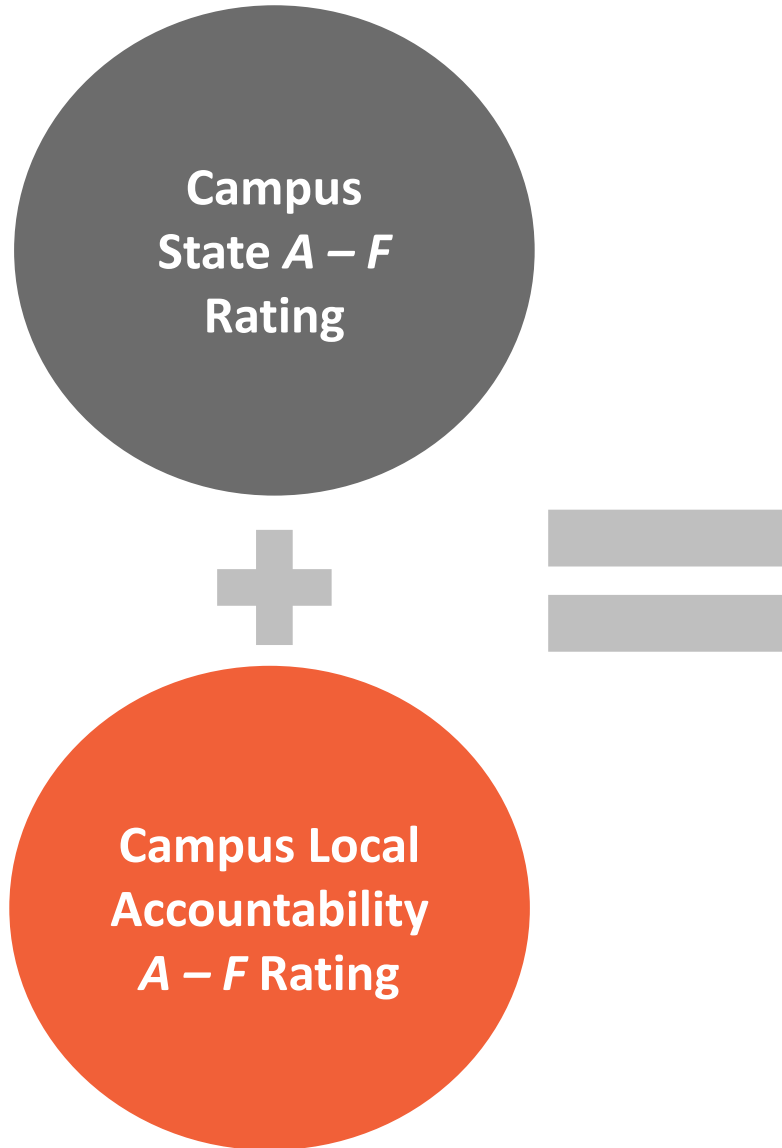 Campus
State A – F
Rating
Campus Local
Accountability
A – F Rating